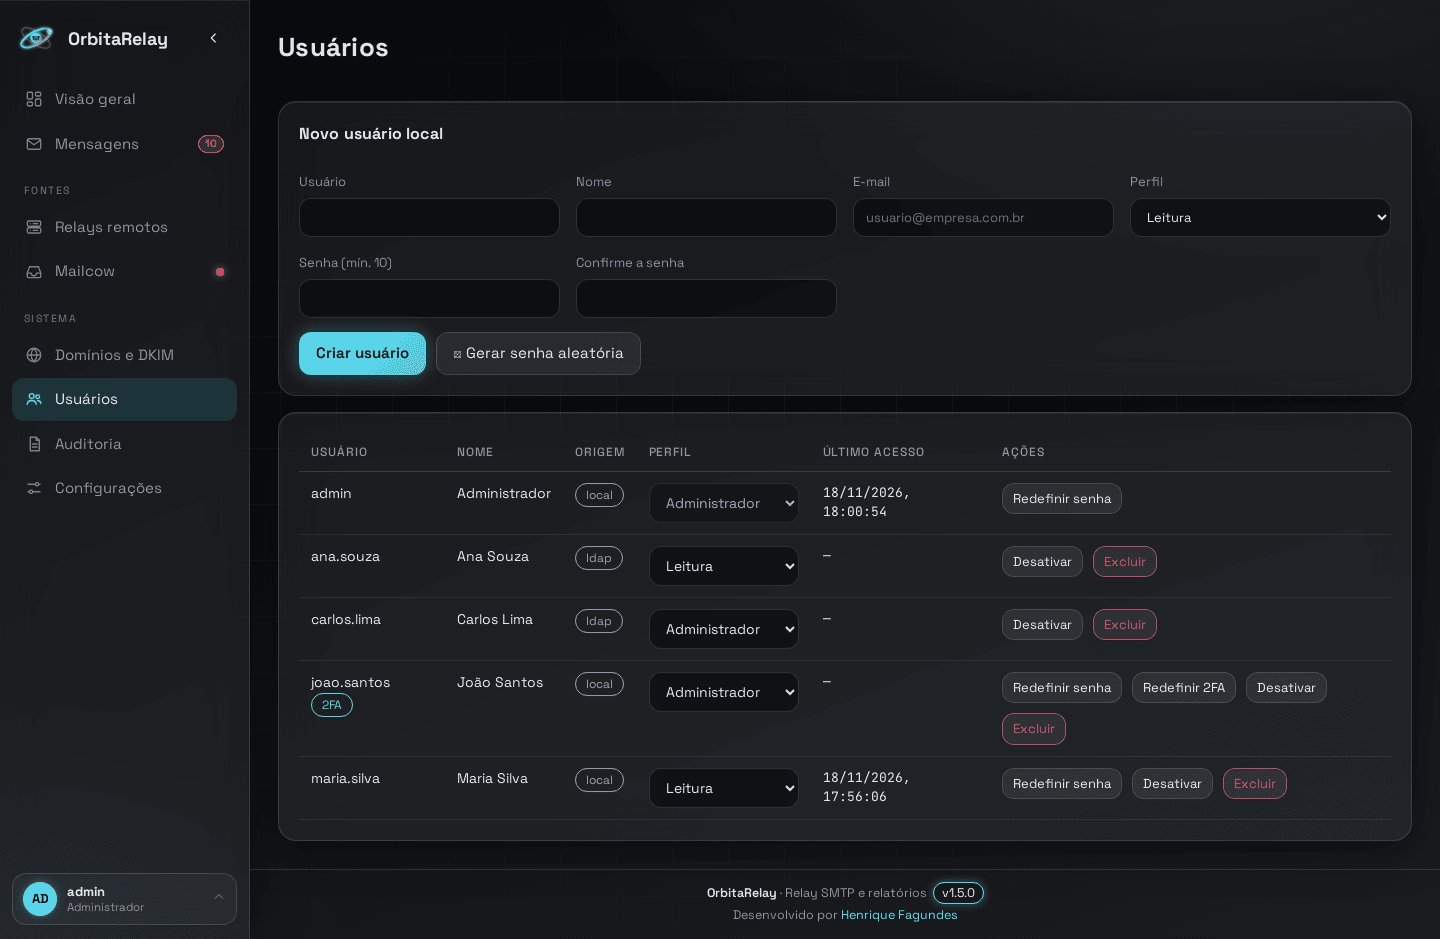 OrbitaRelay
Visão geral
Mensagens 10
FONTES
Relays remotos
Mailcow
SISTEMA
Domínios e DKIM
Usuários
Auditoria
Configurações
AD
admin
Administrador
Usuários
Novo usuário local
Usuário Nome E-mail Perfil
usuario@empresa.com.br Leitura
Senha (mín. 10) Confirme a senha
Criar usuário Gerar senha aleatória
USUÁRIO NOME ORIGEM PERFIL ÚLTIMO ACESSO AÇÕES
admin Administrador local Administrador 18/11/2026, Redefinir senha
18:00:54
ana.souza Ana Souza ldap Leitura — Desativar Excluir
carlos.lima Carlos Lima ldap Administrador — Desativar Excluir
joao.santos João Santos local Administrador — Redefinir senha Redefinir 2FA Desativar
2FA Excluir
maria.silva Maria Silva local Leitura 18/11/2026, Redefinir senha Desativar Excluir
17:56:06
OrbitaRelay · Relay SMTP e relatórios v1.5.0
Desenvolvido por Henrique Fagundes